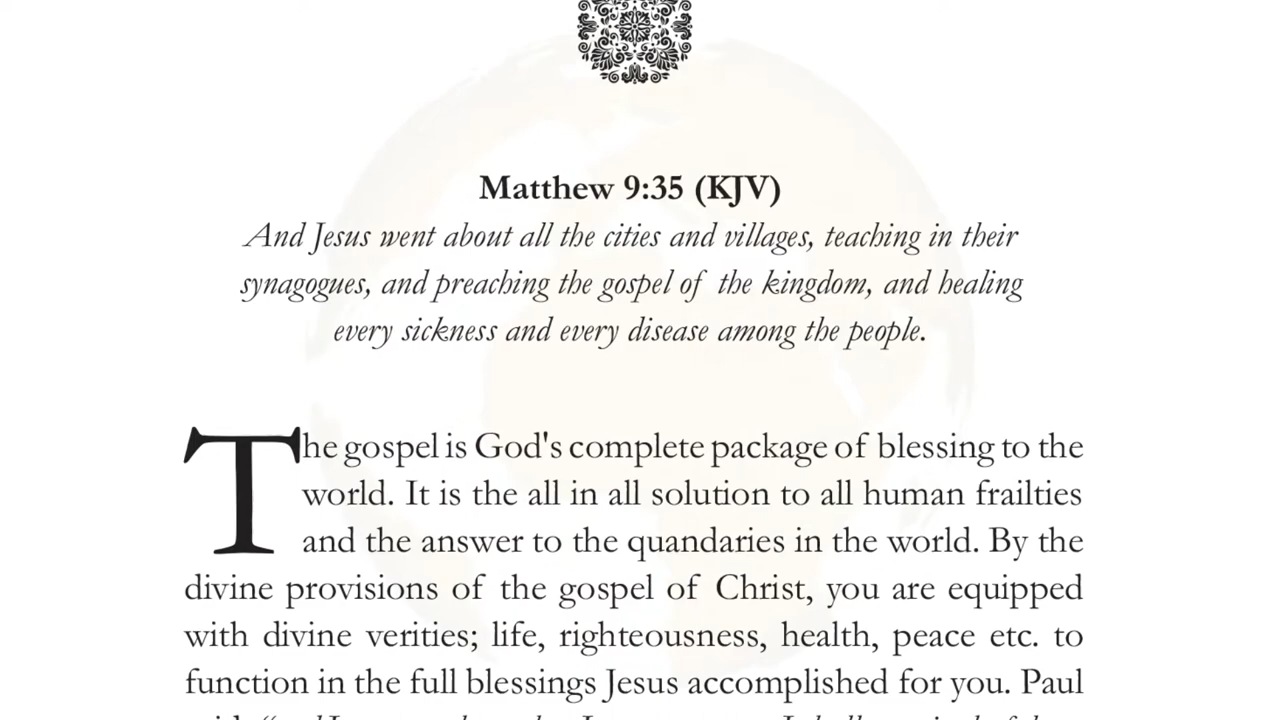 Matthew 9:35 (KJV)
And Jesus went about all the cities and villages, teaching in their
synagogues, and preaching the gospel of the kingdom, and healing
every sickness and every disease among the people.
The gospel is God's complete package of blessing to the
world. It is the all in all solution to all human frailties
and the answer to the quandaries in the world. By the
divine provisions of the gospel of Christ, you are equipped
with divine verities; life, righteousness, health, peace etc. to
function in the full blessings Jesus accomplished for you. Paul